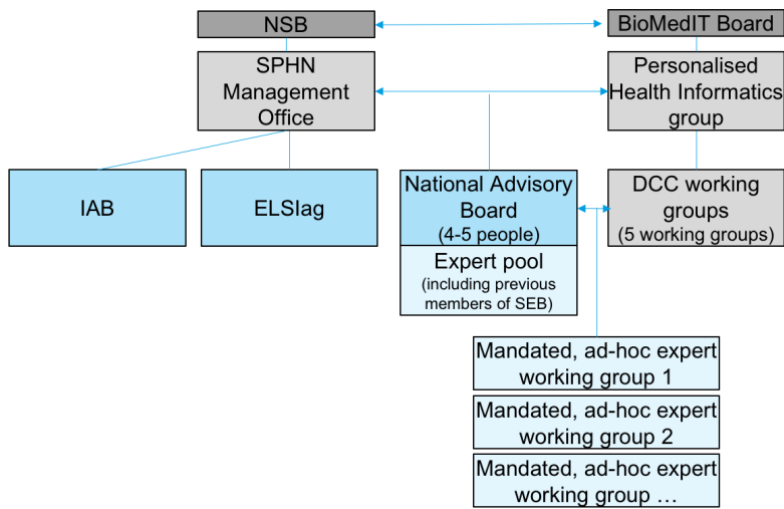 NSB
BioMedIT Board
SPHN
Management
Office
Personalised
Health Informatics
group
IAB
ELSIag
National Advisory
Board
(4-5 people)
DCC working
groups
(5 working groups)
Expert pool
(including previous
members of SEB)
Mandated, ad-hoc expert
working group 1
Mandated, ad-hoc expert
working group 2
Mandated, ad-hoc expert
working group ...